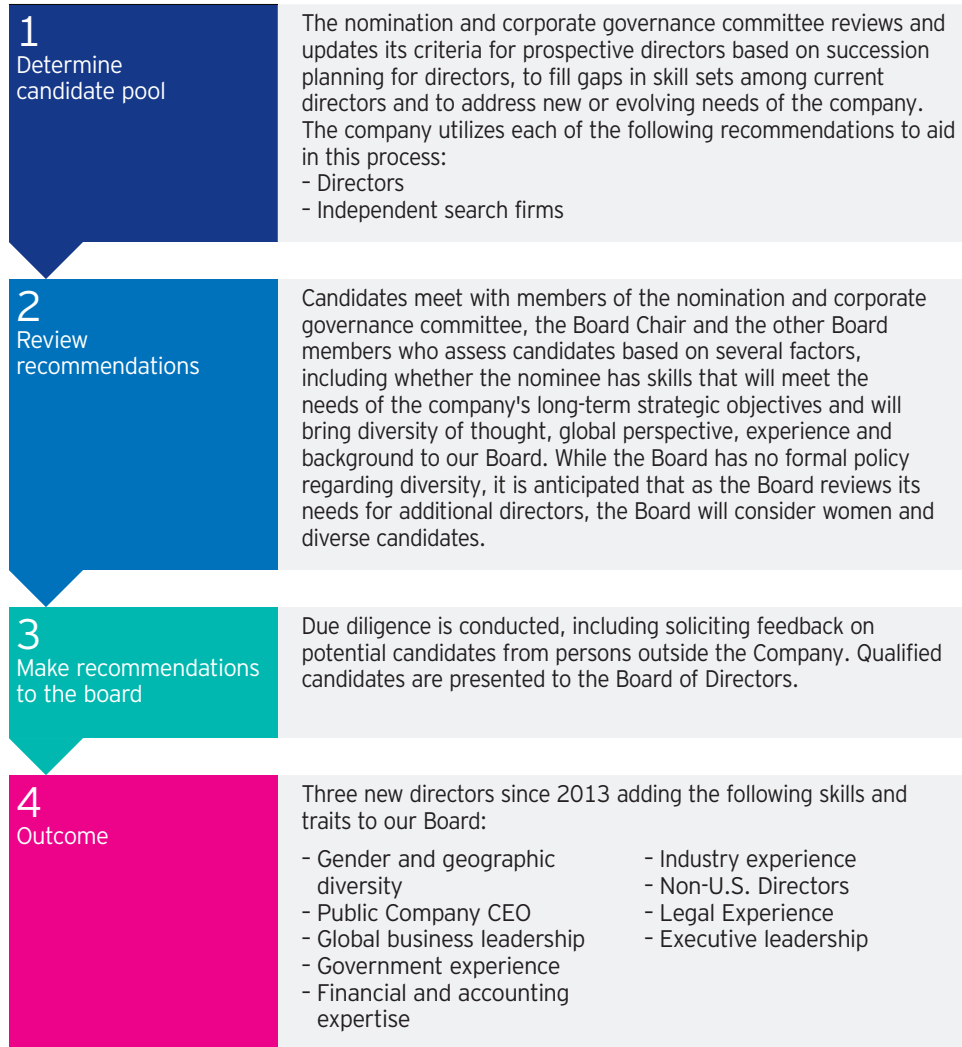 1
Determine
candidate pool
The nomination and corporate governance committee reviews and
updates its criteria for prospective directors based on succession
planning for directors, to fill gaps in skill sets among current
directors and to address new or evolving needs of the company.
The company utilizes each of the following recommendations to aid
in this process:
– Directors
– Independent search firms
2
Review
recommendations
Candidates meet with members of the nomination and corporate
governance committee, the Board Chair and the other Board
members who assess candidates based on several factors,
including whether the nominee has skills that will meet the
needs of the company's long-term strategic objectives and will
bring diversity of thought, global perspective, experience and
background to our Board. While the Board has no formal policy
regarding diversity, it is anticipated that as the Board reviews its
needs for additional directors, the Board will consider women and
diverse candidates.
3
Make recommendations
to the board
Due diligence is conducted, including soliciting feedback on
potential candidates from persons outside the Company. Qualified
candidates are presented to the Board of Directors.
4
Outcome
Three new directors since 2013 adding the following skills and
traits to our Board:
– Gender and geographic
diversity
– Public Company CEO
– Global business leadership
– Government experience
– Financial and accounting
expertise
– Industry experience
– Non-U.S. Directors
– Legal Experience
– Executive leadership